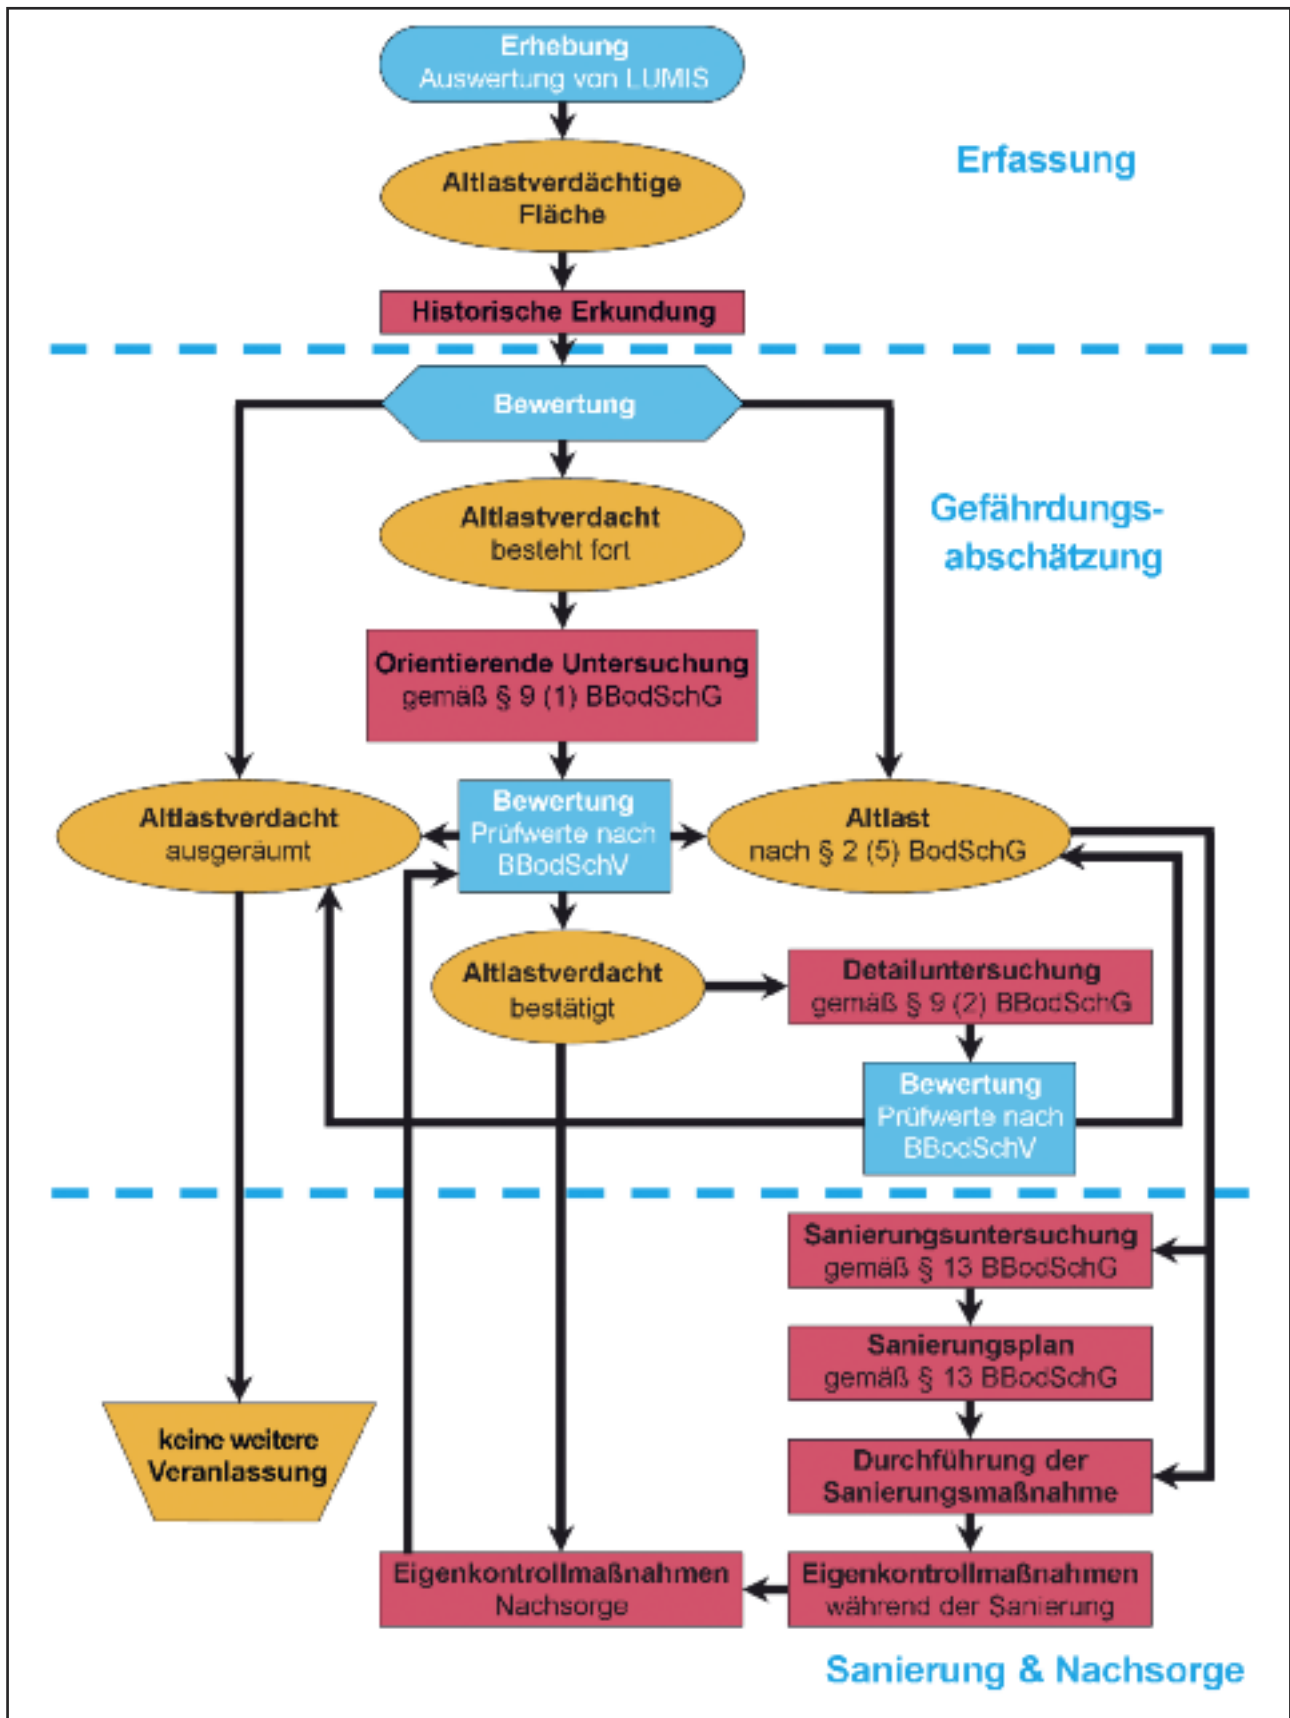 Erhebung
Auswertung von LUMIS
Erfassung
Altlastverdächtige
Fläche
Historische Erkundung
Bewertung
Gefährdungs-
abschätzung
Altlastverdacht
besteht fort
Orientierende Untersuchung
gemäß § 9 (1) BBodSchG
Altlastverdacht
ausgeräumt
Bewertung
Prüfwerte nach
BBodSchV
Altlast
nach § 2 (5) BodSchG
Altlastverdacht
bestätigt
Detailuntersuchung
gemäß § 9 (2) BBodSchG
Bewertung
Prüfwerte nach
BBodSchV
Sanierungsuntersuchung
gemäß § 13 BBodSchG
Sanierungsplan
gemäß § 13 BBodSchG
keine weitere
Veranlassung
Durchführung der
Sanierungsmaßnahme
Eigenkontrollmaßnahmen
Nachsorge
Eigenkontrollmaßnahmen
während der Sanierung
Sanierung & Nachsorge